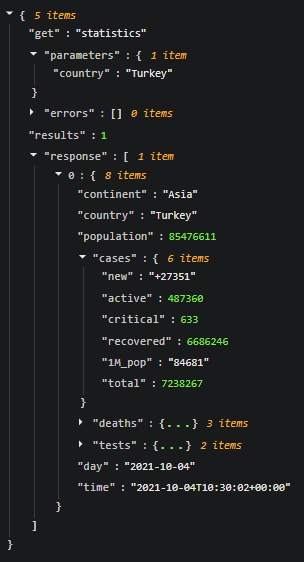 { 5 items
"get" : "statistics"
"parameters" : { 1 item
"country" : "Turkey"
}
"errors" : [] 0 items
"results" : 1
"response" : [ 1 item
0 : { 8 items
"continent" : "Asia"
"country" : "Turkey"
"population" : 85476611
"cases" : { 6 items
"new" : "+27351"
"active" : 487360
"critical" : 633
"recovered" : 6686246
"1M_pop" : "84681"
"total" : 7238267
}
"deaths" : {...} 3 items
"tests" : {...} 2 items
"day" : "2021-10-04"
"time" : "2021-10-04T10:30:02+00:00"
}
]
}